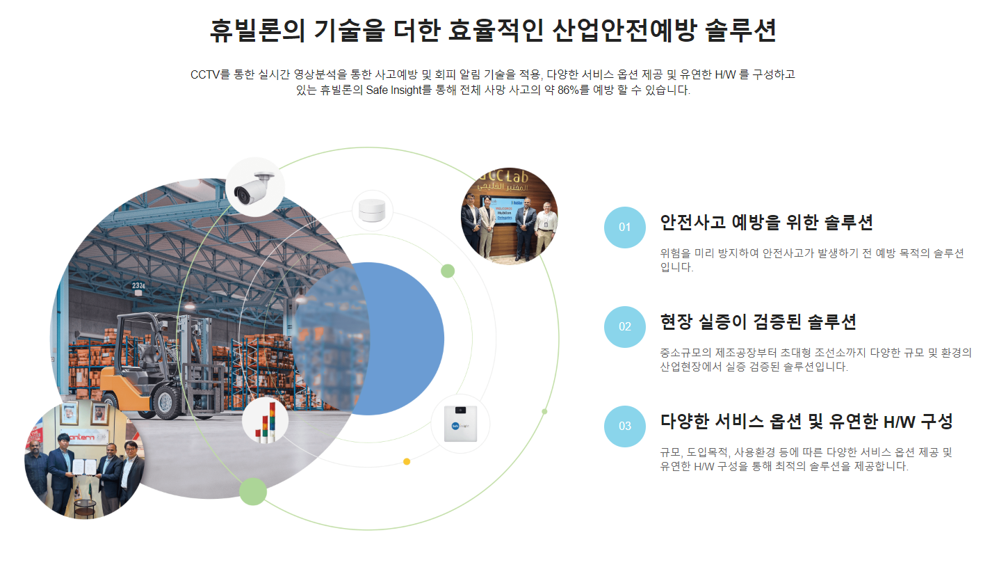 휴빌론의 기술을 더한 효율적인 산업안전예방 솔루션
CCTV를 통한 실시간 영상분석을 통한 사고예방 및 회피 알림 기술을 적용, 다양한 서비스 옵션 제공 및 유연한 H/W 를 구성하고
있는 휴빌론의 Safe Insight를 통해 전체 사망 사고의 약 86%를 예방 할 수 있습니다.
CC Lab
المختبر الخليجي
WELCOMES
Hubilon
Delegates
2324
antern
Safe
01
안전사고 예방을 위한 솔루션
위험을 미리 방지하여 안전사고가 발생하기 전 예방 목적의 솔루션
입니다.
02
현장 실증이 검증된 솔루션
중소규모의 제조공장부터 초대형 조선소까지 다양한 규모 및 환경의
산업현장에서 실증 검증된 솔루션입니다.
03
다양한 서비스 옵션 및 유연한 H/W 구성
규모, 도입목적, 사용환경 등에 따른 다양한 서비스 옵션 제공 및
유연한 H/W 구성을 통해 최적의 솔루션을 제공합니다.